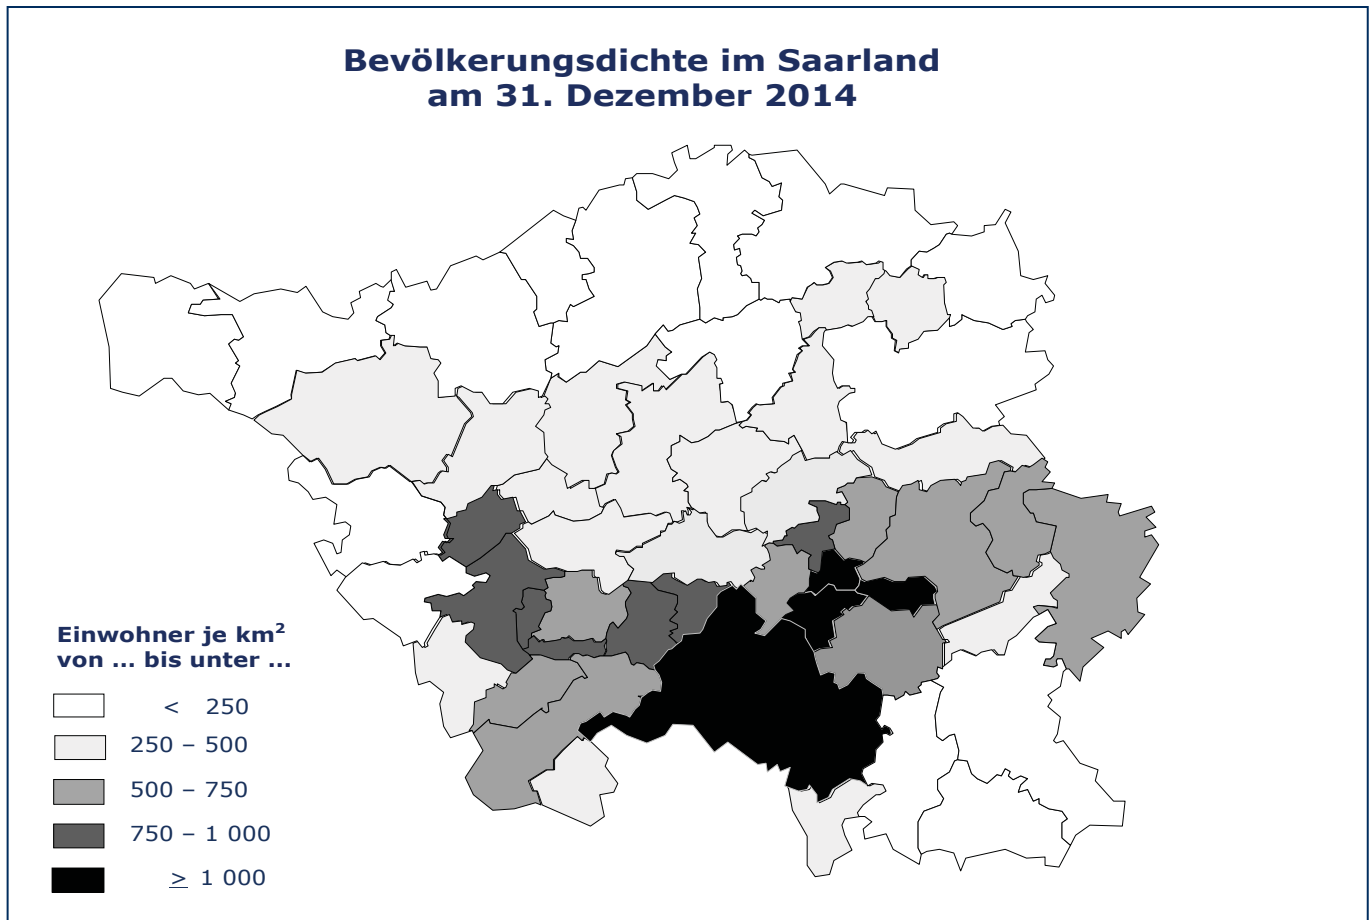 Bevölkerungsdichte im Saarland
am 31. Dezember 2014
Einwohner je km²
von ... bis unter ...
< 250
250 – 500
500 – 750
750 – 1 000
≥ 1 000